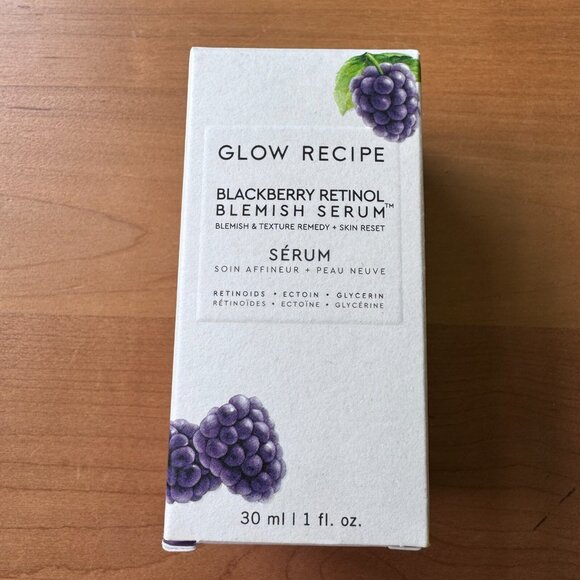 GLOW RECIPE
BLACKBERRY RETINOL
BLEMISH SERUM™
BLEMISH & TEXTURE REMEDY + SKIN RESET
SÉRUM
SOIN AFFINEUR + PEAU NEUVE
RETINOIDS • ECTOIN • GLYCERIN
RÉTINOÏDES • ECTOÏNE • GLYCÉRINE
30 ml | 1 fl. oz.